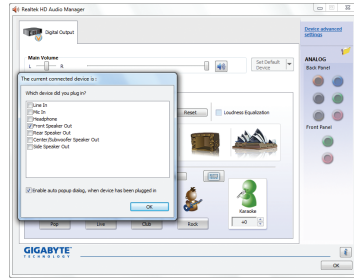 Realtek HD Audio Manager
Digital Output
Device advanced
settings
Main Volume
L
R
Set Default
Device
ANALOG
Back Panel
The current connected device is :
Which device did you plug in?
Line In
Mic In
Headphone
Front Speaker Out
Rear Speaker Out
Center/Subwoofer Speaker Out
Side Speaker Out
Enable auto popup dialog, when device has been plugged in
OK
Reset
Loudness Equalization
Front Panel
Karaoke
Pop
Live
Club
Rock
+0
GIGABYTE
TECHNOLOGY
OK